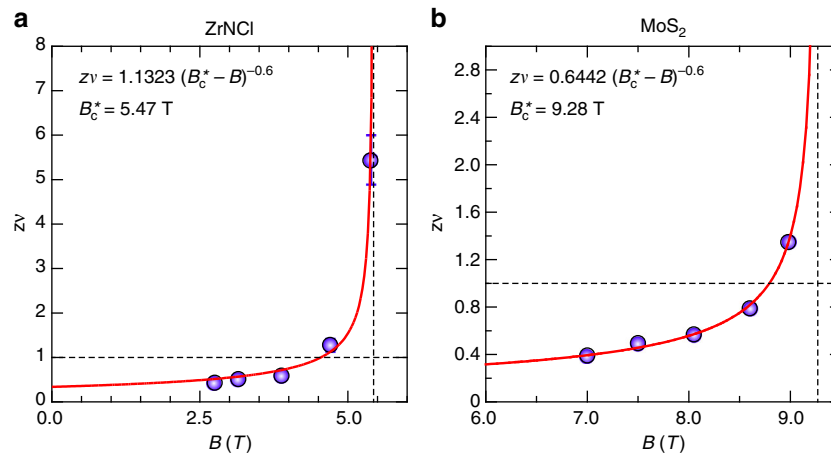 a
ZrNCl
zν = 1.1323 (B*c – B)–0.6
B*c = 5.47 T
8
7
6
5
4
3
2
1
0
zν
0.0
2.5
5.0
B (T)
b
MoS2
zν = 0.6442 (B*c – B)–0.6
B*c = 9.28 T
2.8
2.4
2.0
1.6
1.2
0.8
0.4
0
zν
6.0
7.0
8.0
9.0
B (T)